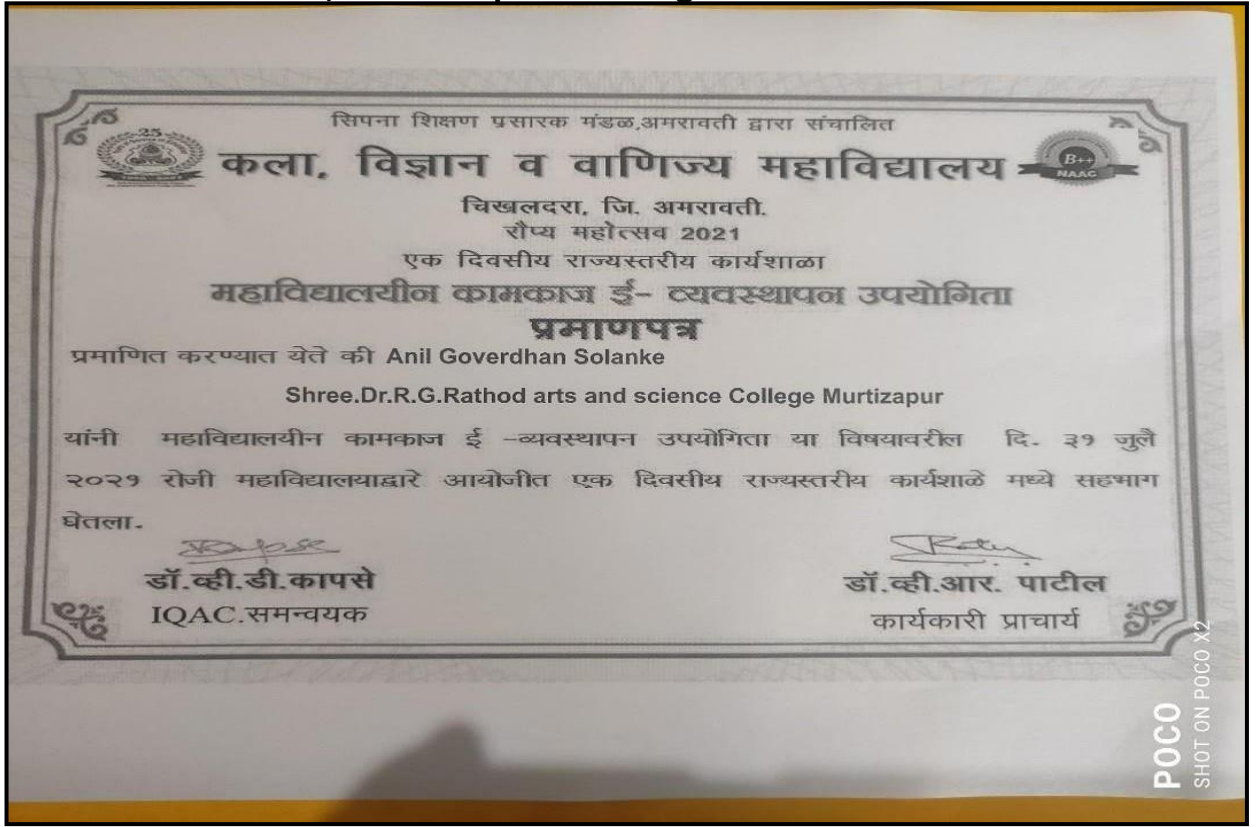 सिपना शिक्षण प्रसारक मंडळ,अमरावती द्वारा संचालित
25
कला, विज्ञान व वाणिज्य महाविद्यालय
B++
NAAC
चिखलदरा, जि. अमरावती.
रौप्य महोत्सव 2021
एक दिवसीय राज्यस्तरीय कार्यशाळा
महाविद्यालयीन कामकाज ई- व्यवस्थापन उपयोगिता
प्रमाणपत्र
प्रमाणित करण्यात येते की Anil Goverdhan Solanke
Shree.Dr.R.G.Rathod arts and science College Murtizapur
यांनी महाविद्यालयीन कामकाज ई -व्यवस्थापन उपयोगिता या विषयावरील दि. ३१ जुलै
२०२१ रोजी महाविद्यालयाद्वारे आयोजीत एक दिवसीय राज्यस्तरीय कार्यशाळे मध्ये सहभाग
घेतला.
डॉ.व्ही.डी.कापसे
IQAC.समन्वयक
डॉ.व्ही.आर. पाटील
कार्यकारी प्राचार्य
POCO
SHOT ON POCO X2